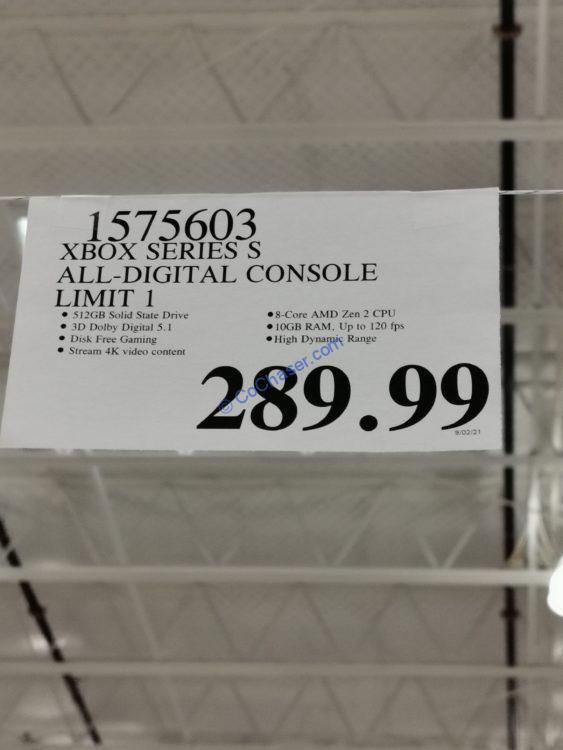 1575603
XBOX SERIES S
ALL-DIGITAL CONSOLE
LIMIT 1
• 512GB Solid State Drive
• 3D Dolby Digital 5.1
• Disk Free Gaming
• Stream 4K video content
• 8-Core AMD Zen 2 CPU
• 10GB RAM, Up to 120 fps
• High Dynamic Range
© CoChaser.com
289.99
9/02/21